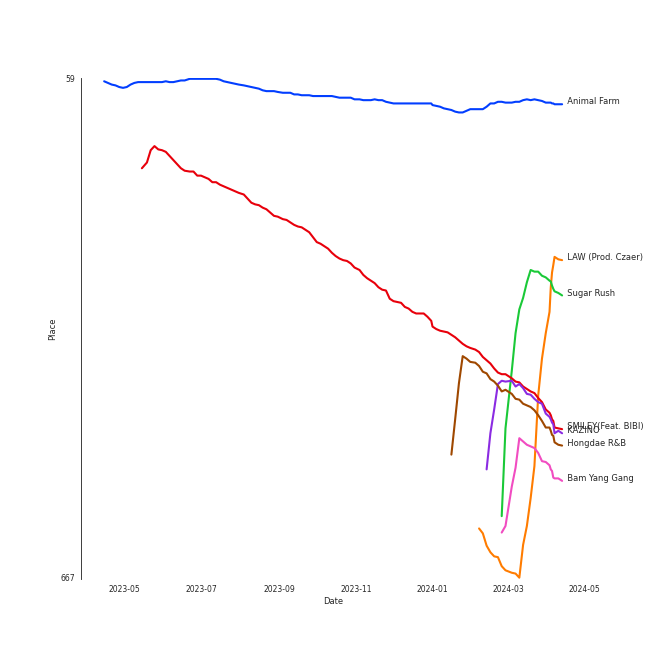 59
Animal Farm
LAW (Prod. Czaer)
Sugar Rush
Place
SMILEY(Feat. BIBI)
KAZINO
Hongdae R&B
Bam Yang Gang
667
2023-05 2023-07 2023-09 2023-11 2024-01 2024-03 2024-05
Date